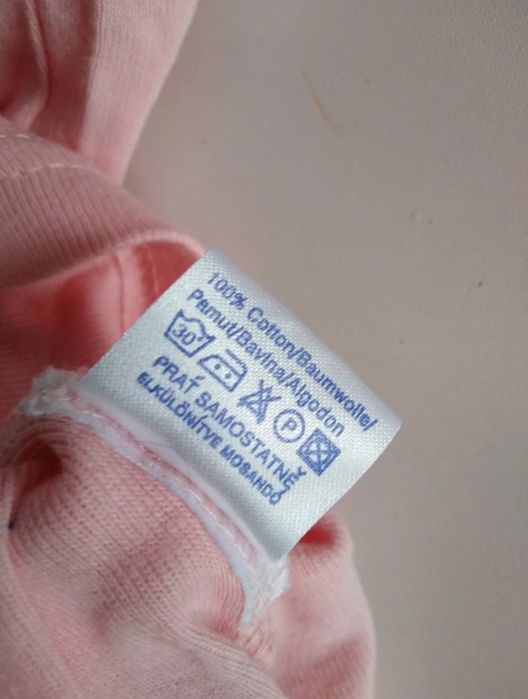 100% Cotton/Baumwolle/
Pamut/Bavlna/Algodon
30° P
PRAŤ SAMOSTATNĚ
ELKÜLÖNÍTVE MOSANDÓ